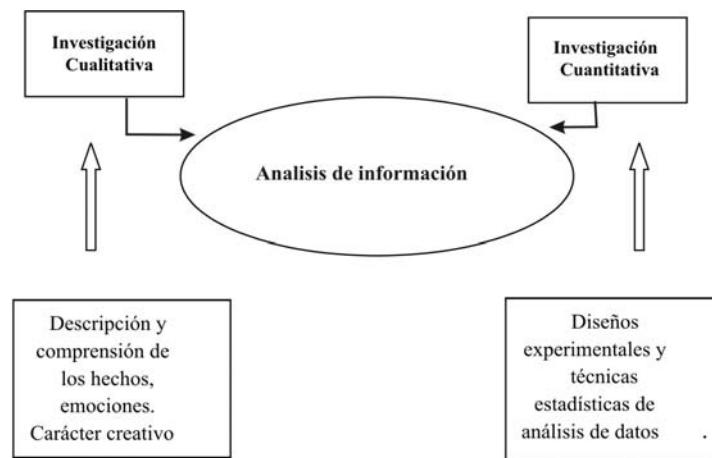 Investigación
Cualitativa
Investigación
Cuantitativa
Analisis de información
Descripción y
comprensión de
los hechos,
emociones.
Carácter creativo
Diseños
experimentales y
técnicas
estadísticas de
análisis de datos .